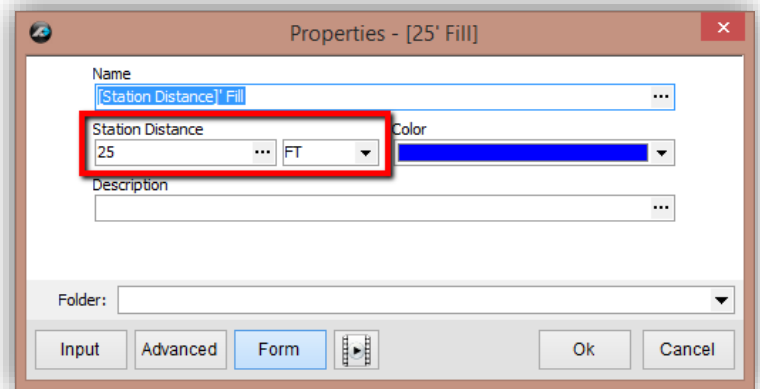 Properties - [25' Fill]
Name
[Station Distance]' Fill
Station Distance
Color
25
FT
Description
Folder:
Input
Advanced
Form
Ok
Cancel